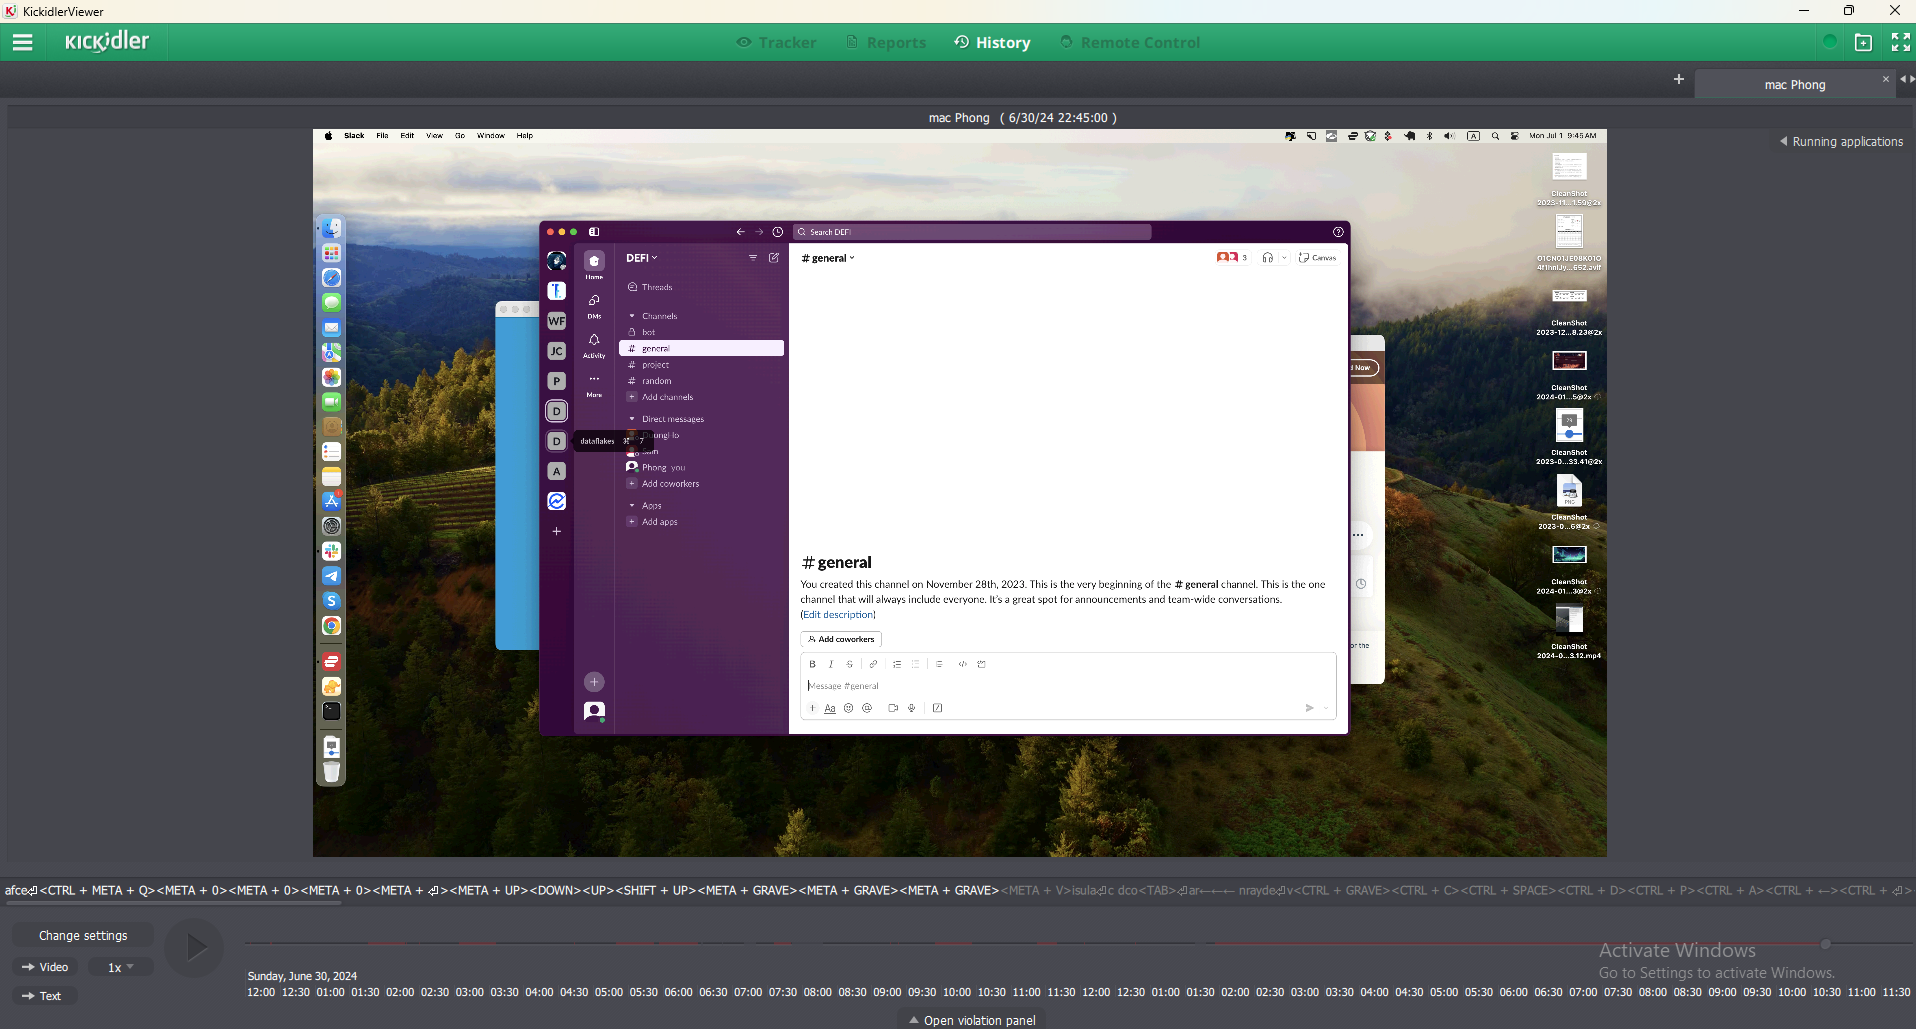 KickidlerViewer
KICKIDLER
Tracker
Reports
History
Remote Control
mac Phong
mac Phong ( 6/30/24 22:45:00 )
Running applications
Slack File Edit View Go Window Help
A
Mon Jul 1 9:45 AM
CleanShot
2023-11...1.59@2x
CleanShot
2023-12...8.23@2x
CleanShot
2024-01...5@2x
CleanShot
2023-0...33.41@2x
PNG
CleanShot
2023-0...6@2x
CleanShot
2024-01...3@2x
CleanShot
2024-0...3.12.mp4
Search DEFI
WF
JC
P
D
D
A
Home
DMs
Activity
More
DEFI
Threads
Channels
bot
# general
# project
# random
+ Add channels
Direct messages
dataflakes ⌘ 7
Phong you
+ Add coworkers
Apps
+ Add apps
# general
3
Canvas
# general
You created this channel on November 28th, 2023. This is the very beginning of the # general channel. This is the one
channel that will always include everyone. It's a great spot for announcements and team-wide conversations.
(Edit description)
Add coworkers
B I S
Message #general
+ Aa
d Now
or the
afce⏎<CTRL + META + Q><META + 0><META + 0><META + 0><META + ⏎><META + UP><DOWN><UP><SHIFT + UP><META + GRAVE><META + GRAVE><META + GRAVE><META + V>isula⏎c dco<TAB>⏎ar←←← nrayde⏎v<CTRL + GRAVE><CTRL + C><CTRL + SPACE><CTRL + D><CTRL + P><CTRL + A><CTRL + ←><CTRL + ⏎>
Change settings
Video
1x
Text
Activate Windows
Go to Settings to activate Windows.
Sunday, June 30, 2024
12:00 12:30 01:00 01:30 02:00 02:30 03:00 03:30 04:00 04:30 05:00 05:30 06:00 06:30 07:00 07:30 08:00 08:30 09:00 09:30 10:00 10:30 11:00 11:30 12:00 12:30 01:00 01:30 02:00 02:30 03:00 03:30 04:00 04:30 05:00 05:30 06:00 06:30 07:00 07:30 08:00 08:30 09:00 09:30 10:00 10:30 11:00 11:30
Open violation panel